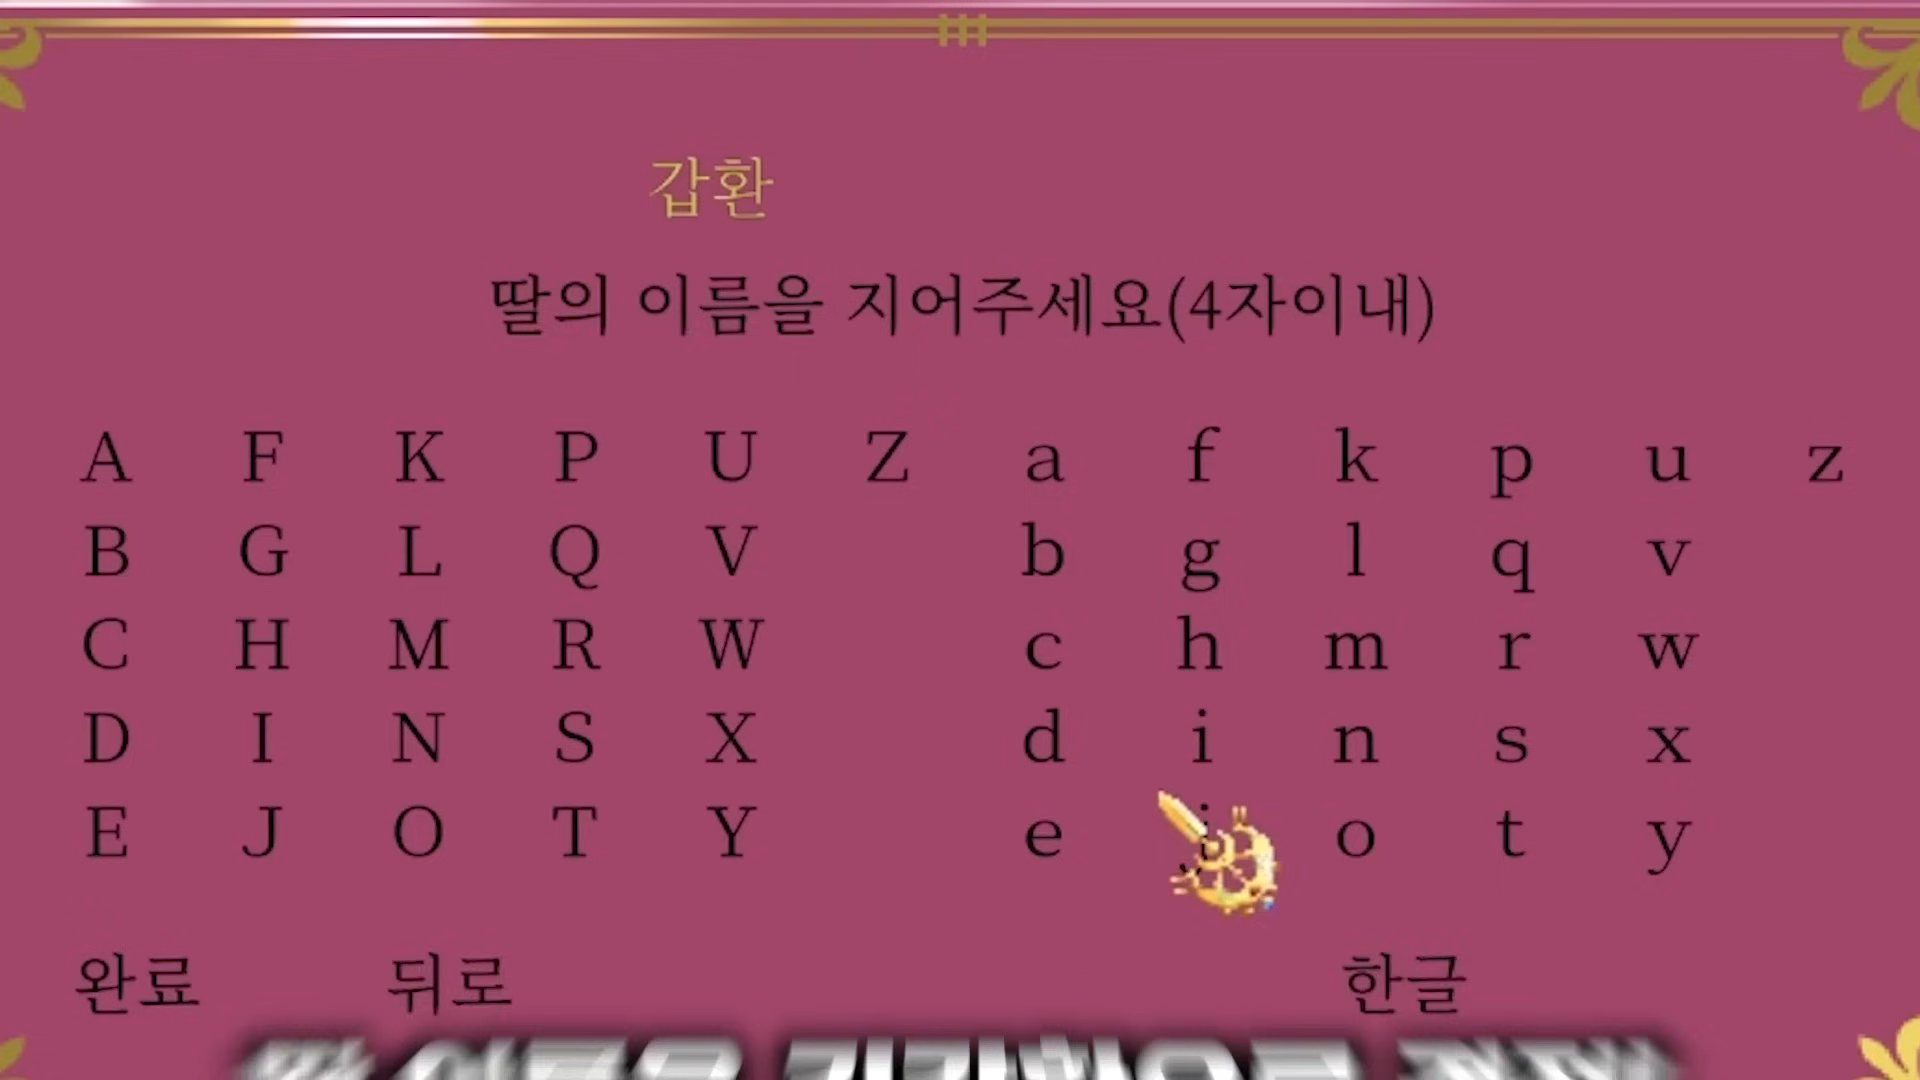 갑환
딸의 이름을 지어주세요(4자이내)
A F K P U Z a f k p u z
B G L Q V b g l q v
C H M R W c h m r w
D I N S X d i n s x
E J O T Y e j o t y
완료 뒤로 한글